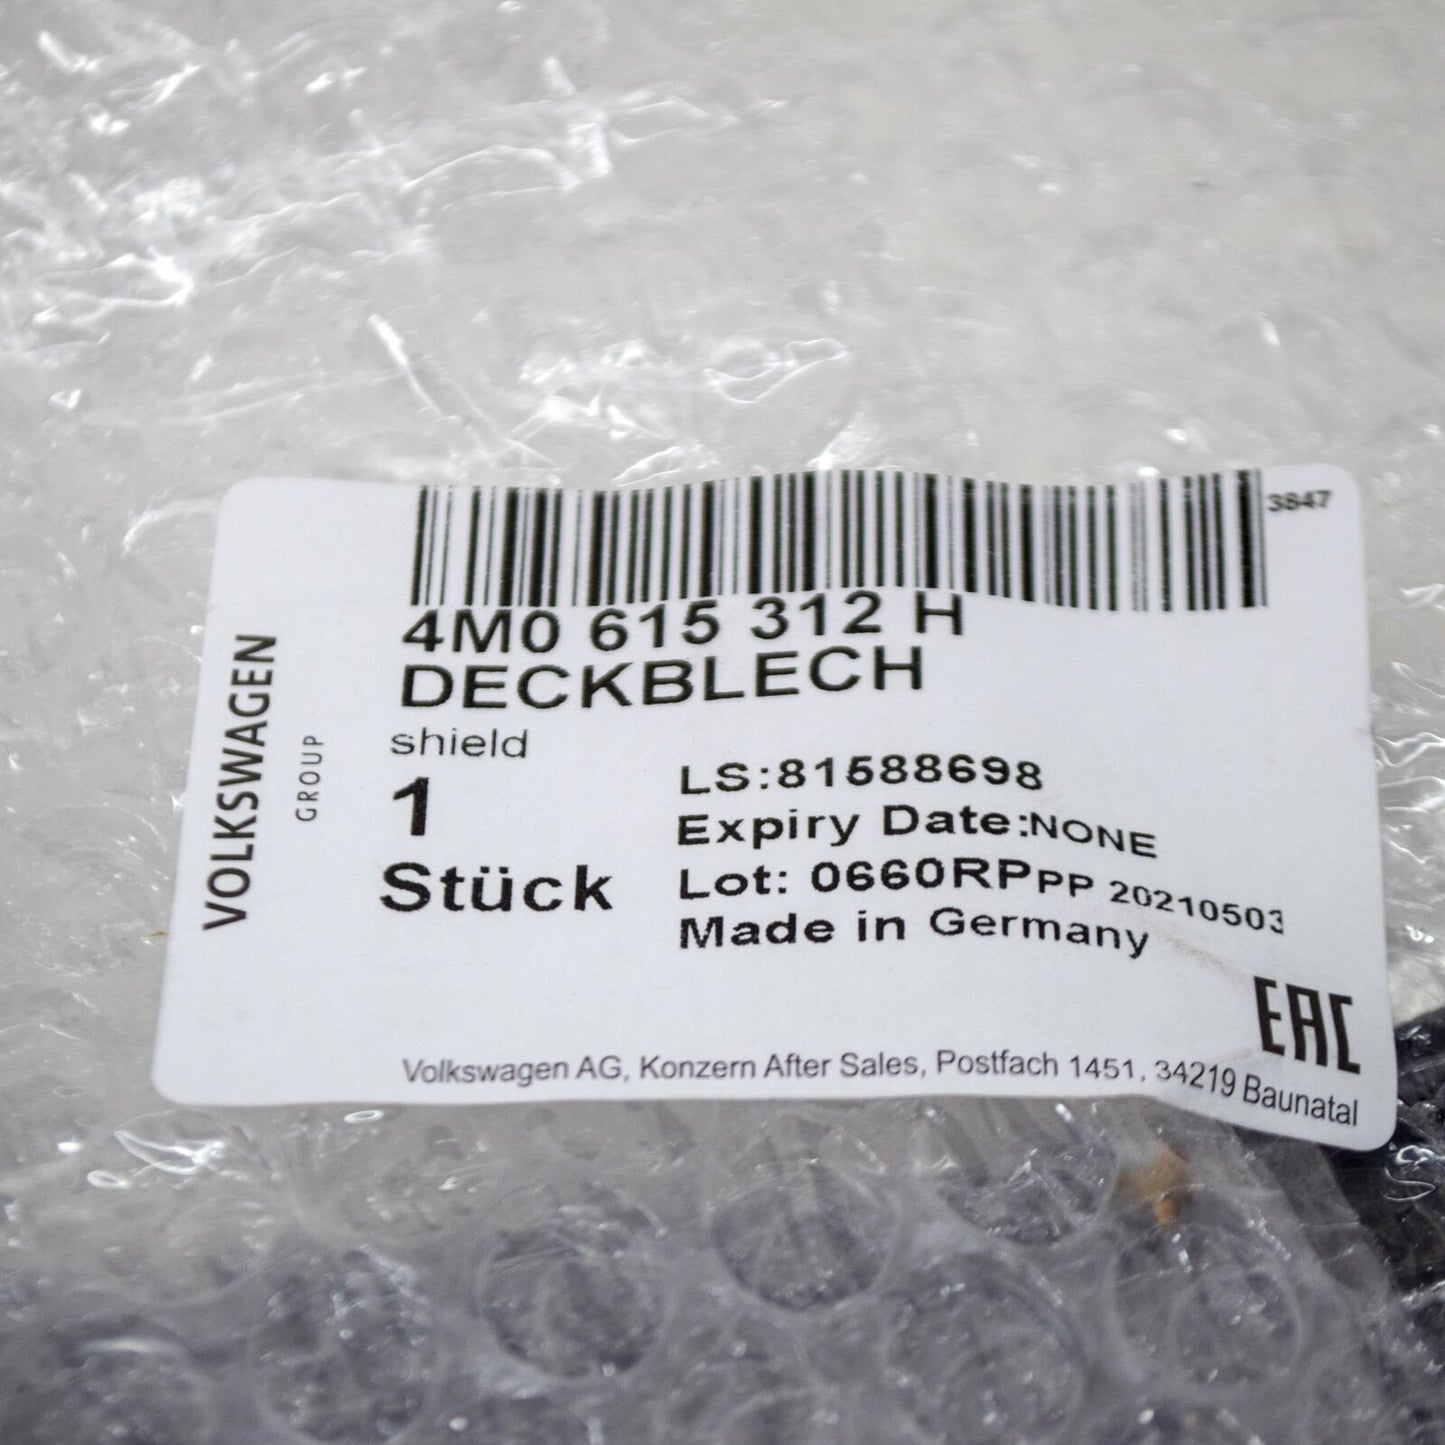 3847
4M0 615 312 H
DECKBLECH
shield
1
Stück
LS:81588698
Expiry Date:NONE
Lot: 0660RPPP 20210503
Made in Germany
EAC
Volkswagen AG, Konzern After Sales, Postfach 1451, 34219 Baunatal
VOLKSWAGEN
GROUP